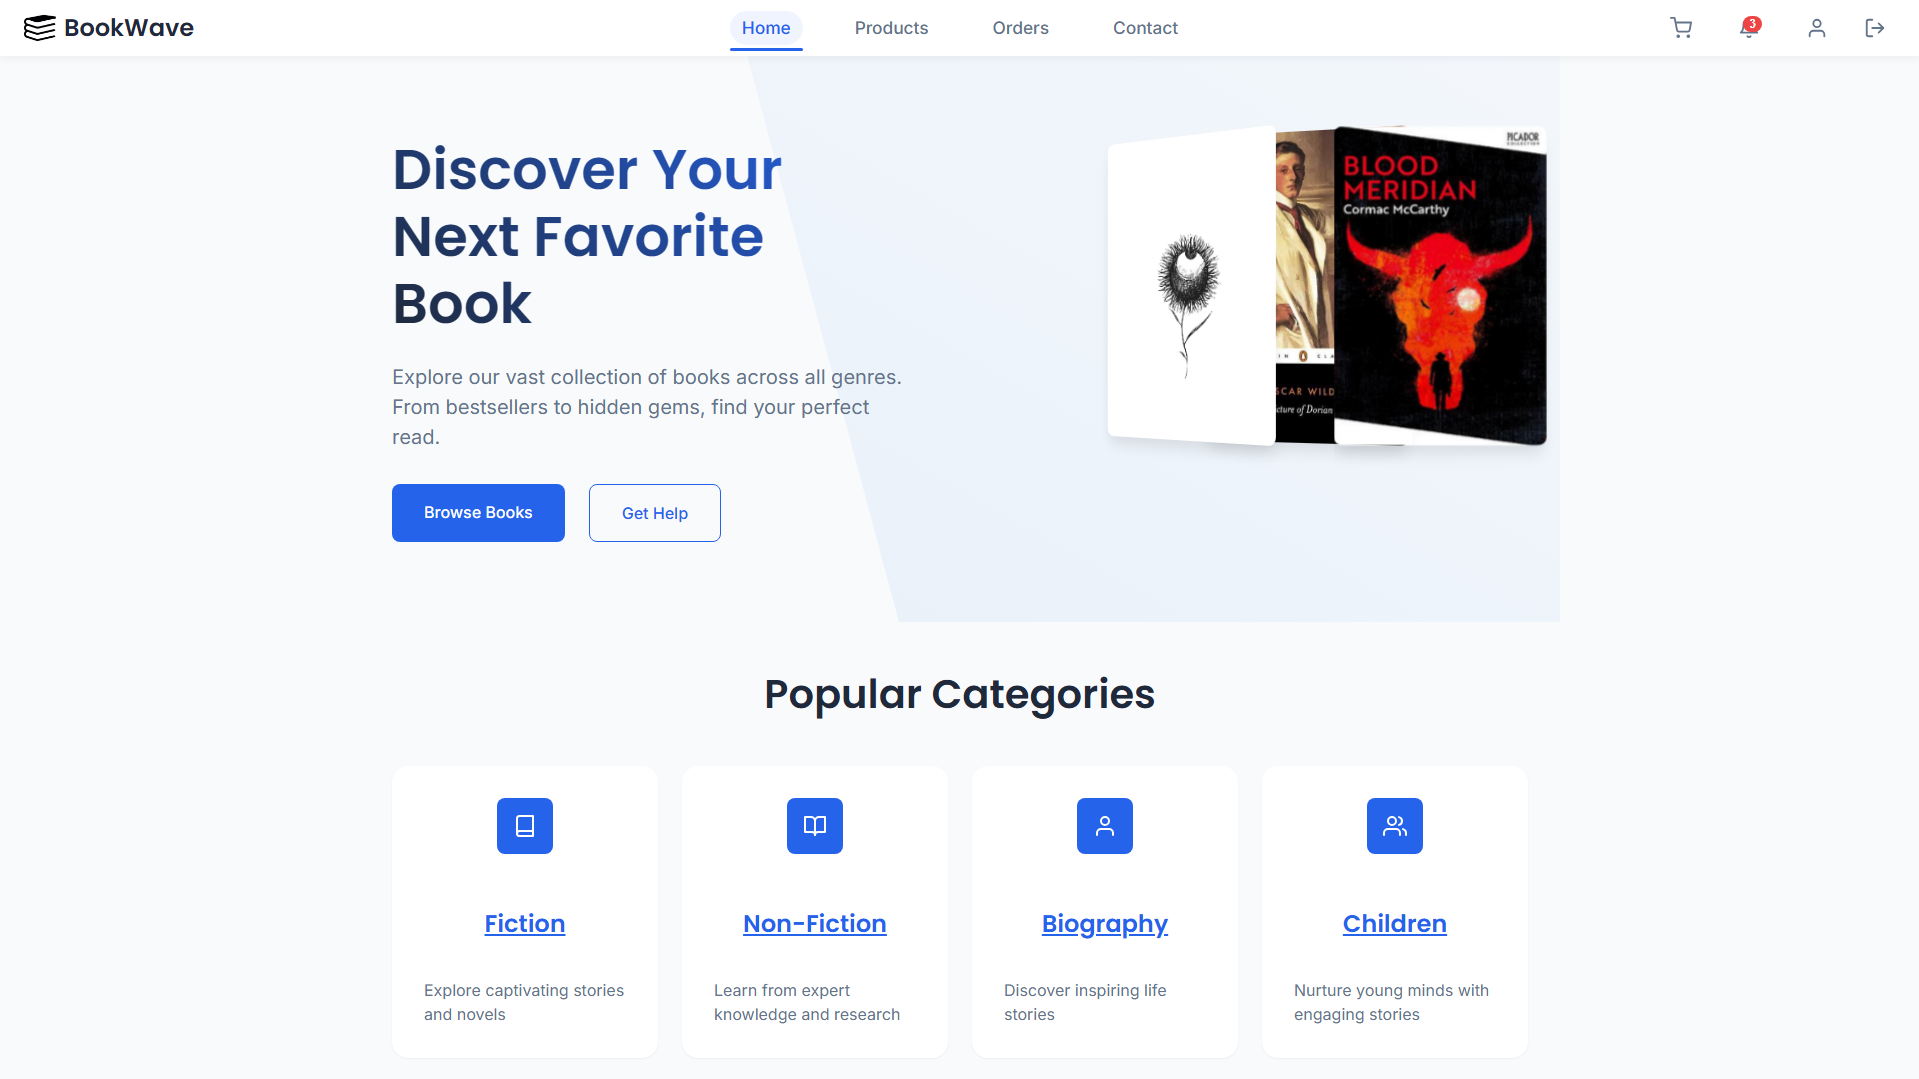 BookWave
Home
Products
Orders
Contact
3
Discover Your
Next Favorite
Book
Explore our vast collection of books across all genres.
From bestsellers to hidden gems, find your perfect
read.
Browse Books
Get Help
PICADOR
COLLECTION
BLOOD
MERIDIAN
Cormac McCarthy
SCAR WILD
cture of Dorian
Popular Categories
Fiction
Explore captivating stories
and novels
Non-Fiction
Learn from expert
knowledge and research
Biography
Discover inspiring life
stories
Children
Nurture young minds with
engaging stories